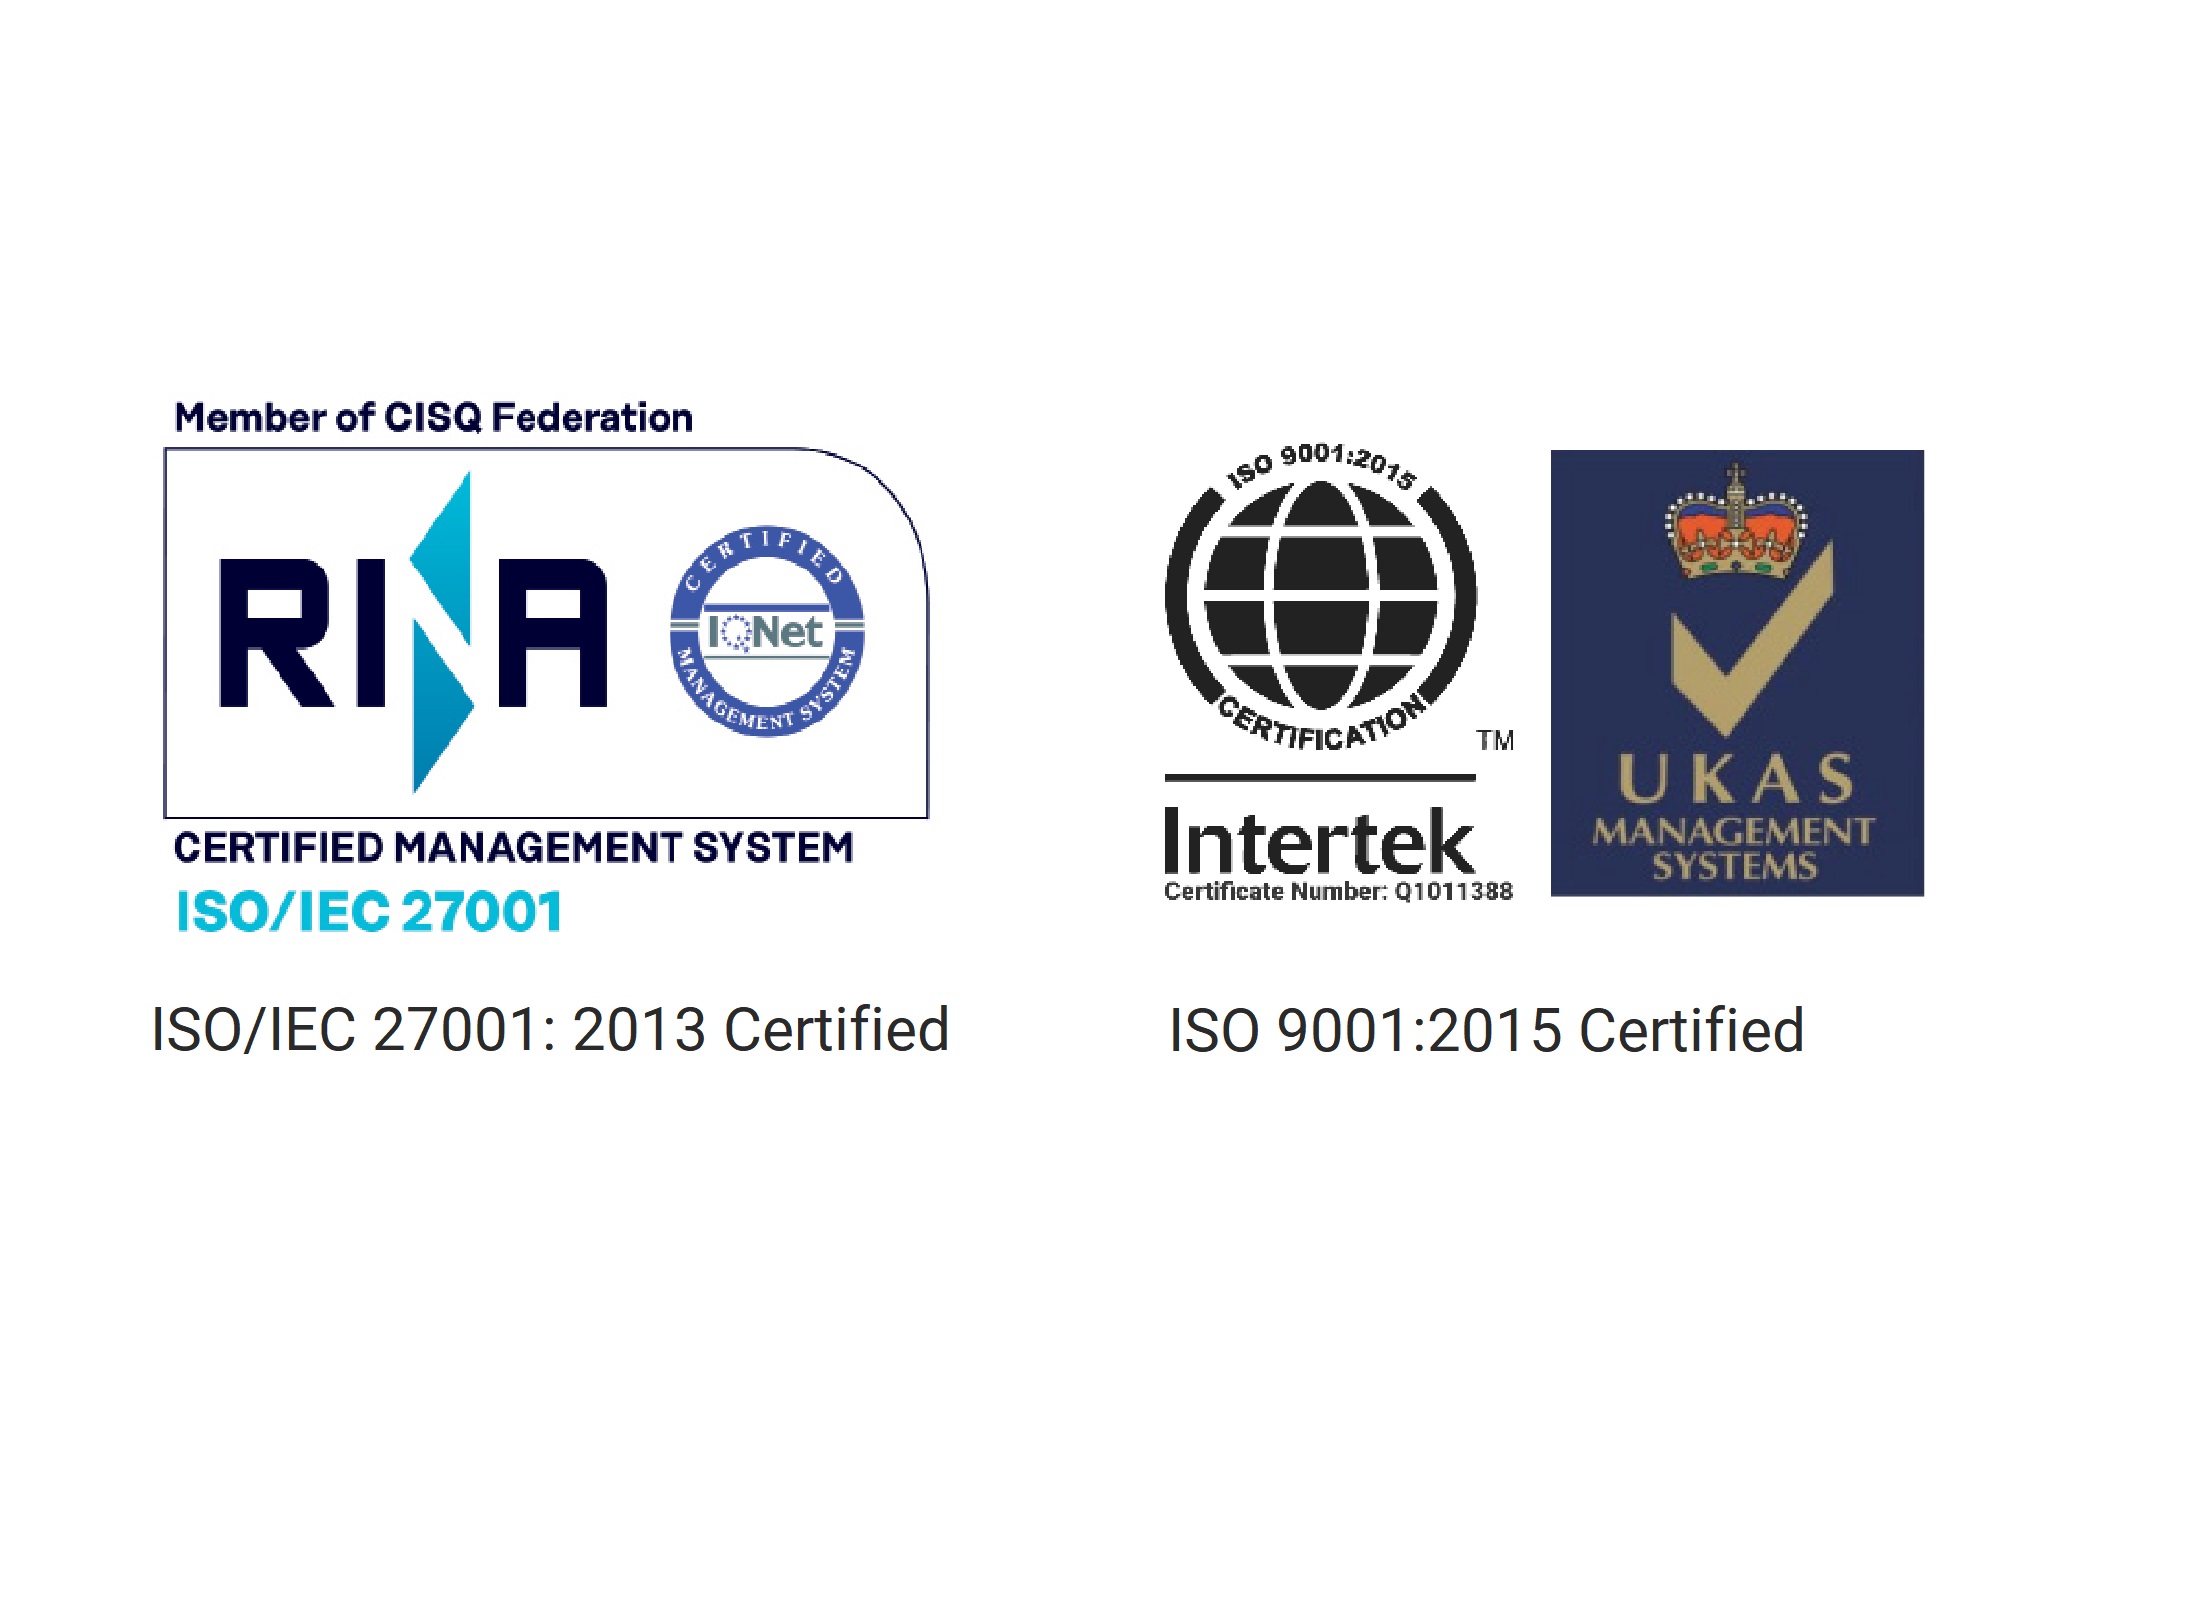 Member of CISQ Federation
RINA
CERTIFIED
IQNet
MANAGEMENT SYSTEM
CERTIFIED MANAGEMENT SYSTEM
ISO/IEC 27001
ISO/IEC 27001: 2013 Certified
ISO 9001:2015
CERTIFICATION
TM
Intertek
Certificate Number: Q1011388
UKAS
MANAGEMENT
SYSTEMS
ISO 9001:2015 Certified